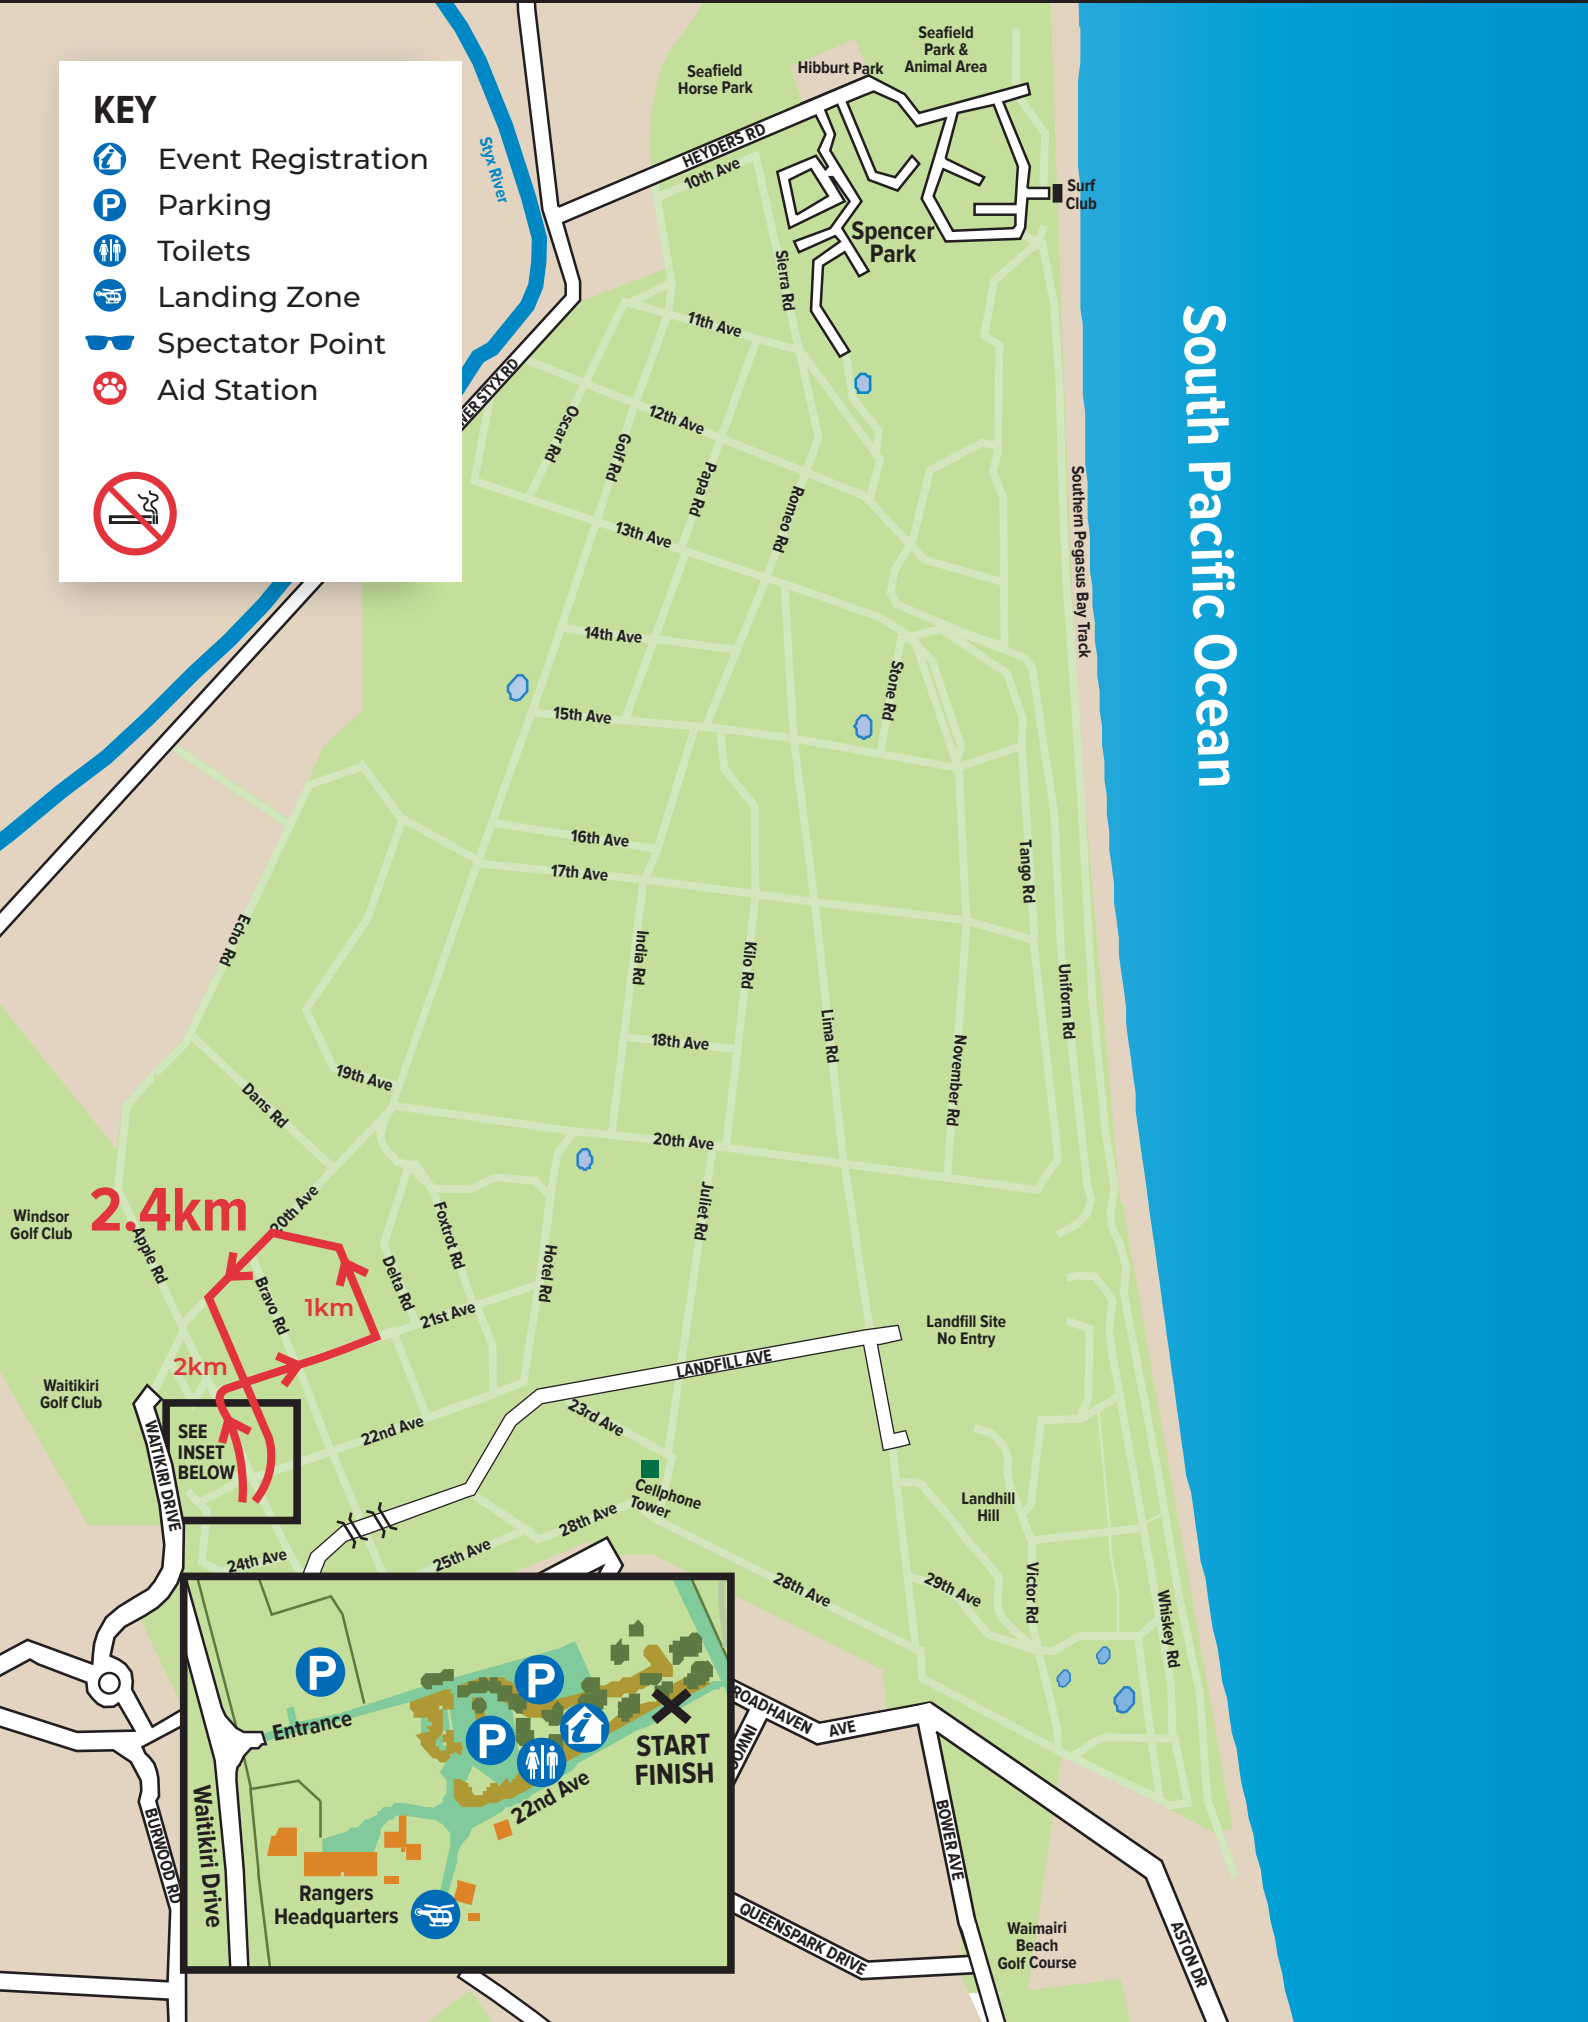 KEY
Event Registration
Parking
Toilets
Landing Zone
Spectator Point
Aid Station
Styx River
Seafield
Horse Park
Hibburt Park
Seafield
Park &
Animal Area
HEYDERS RD
10th Ave
Surf
Club
Spencer
Park
Sierra Rd
11th Ave
South Pacific Ocean
Oscar Rd
Golf Rd
12th Ave
Papa Rd
Romeo Rd
Southern Pegasus Bay Track
13th Ave
14th Ave
Stone Rd
15th Ave
16th Ave
17th Ave
Tango Rd
Echo Rd
India Rd
Kilo Rd
Uniform Rd
Lima Rd
18th Ave
November Rd
19th Ave
Dans Rd
20th Ave
2.4km
20th Ave
Windsor
Golf Club
Apple Rd
Juliet Rd
Foxtrot Rd
Hotel Rd
Delta Rd
Bravo Rd
1km
21st Ave
Landfill Site
No Entry
2km
LANDFILL AVE
Waitikiri
Golf Club
WAITIKIRI DRIVE
SEE
INSET
BELOW
22nd Ave
23rd Ave
Cellphone
Tower
Landhill
Hill
28th Ave
25th Ave
24th Ave
28th Ave
29th Ave
Victor Rd
Whiskey Rd
P
P
P
Entrance
START
FINISH
22nd Ave
Waitikiri Drive
Rangers
Headquarters
BURWOOD RD
ROADHAVEN AVE
BOWER AVE
QUEENSPARK DRIVE
Waimairi
Beach
Golf Course
ASTON DR